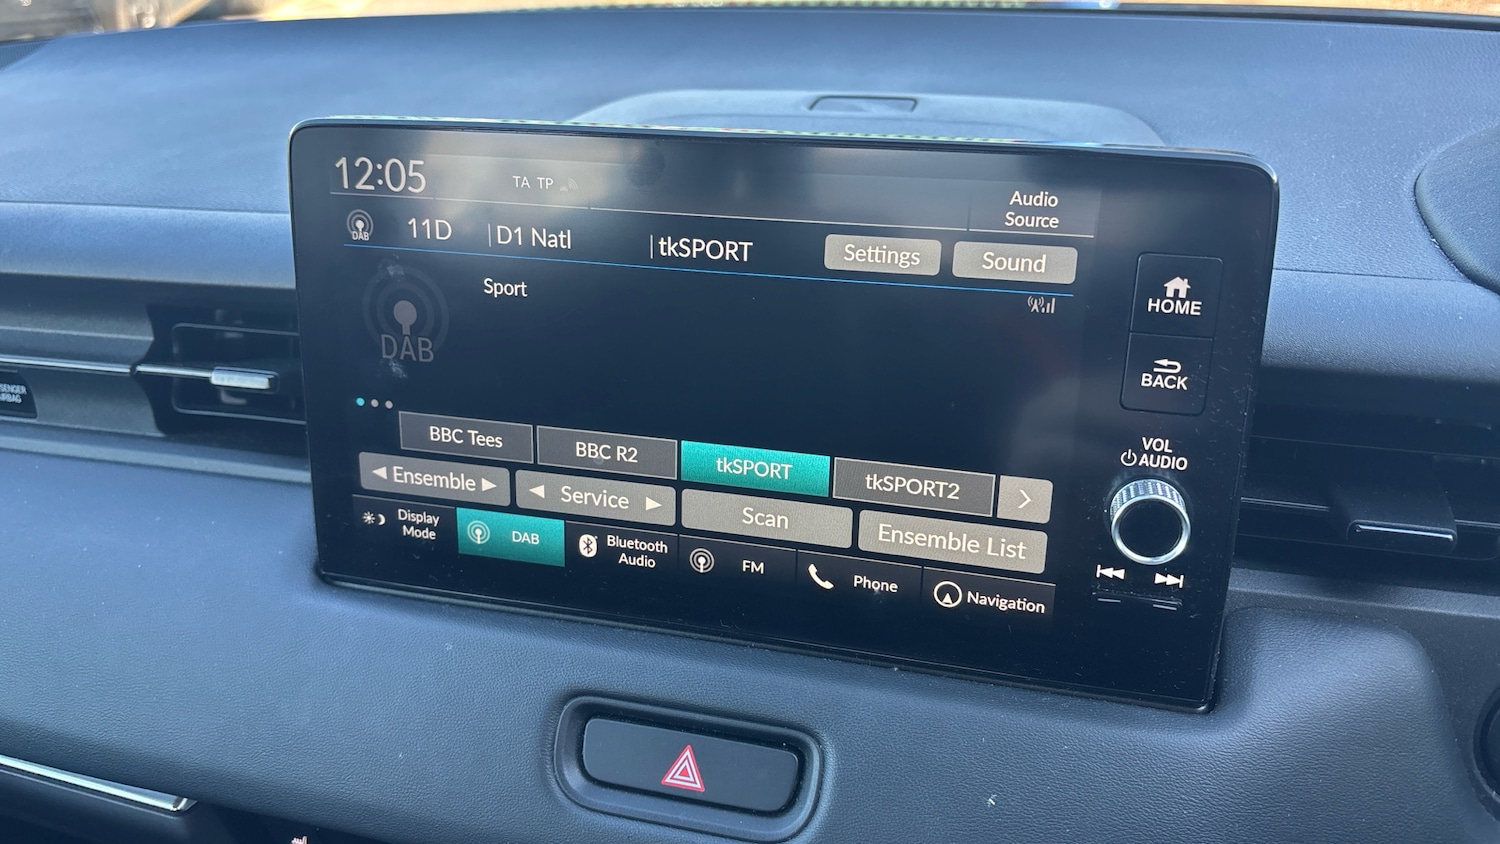 12:05
TA TP
Audio
Source
DAB
11D
D1 Natl
tkSPORT
Settings
Sound
Sport
DAB
HOME
BACK
BBC Tees
BBC R2
tkSPORT
tkSPORT2
Ensemble
Service
Scan
Ensemble List
VOL
AUDIO
Display
Mode
DAB
Bluetooth
Audio
FM
Phone
Navigation